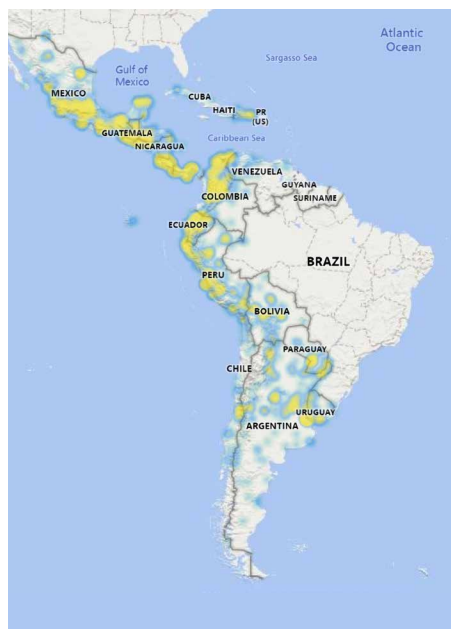 Atlantic
Ocean
Sargasso Sea
Gulf of
Mexico
MEXICO
CUBA
HAITI
PR
(US)
GUATEMALA
Caribbean Sea
NICARAGUA
VENEZUELA
GUYANA
SURINAME
COLOMBIA
ECUADOR
BRAZIL
PERU
BOLIVIA
PARAGUAY
CHILE
URUGUAY
ARGENTINA